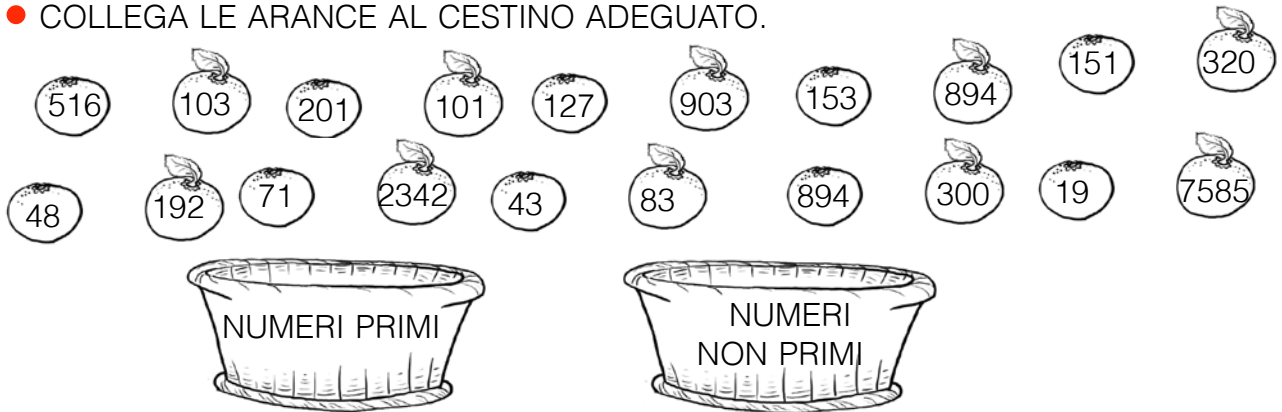 COLLEGA LE ARANCE AL CESTINO ADEGUATO.
516 103 201 101 127 903 153 894 151 320
48 192 71 2342 43 83 894 300 19 7585
NUMERI PRIMI
NUMERI
NON PRIMI